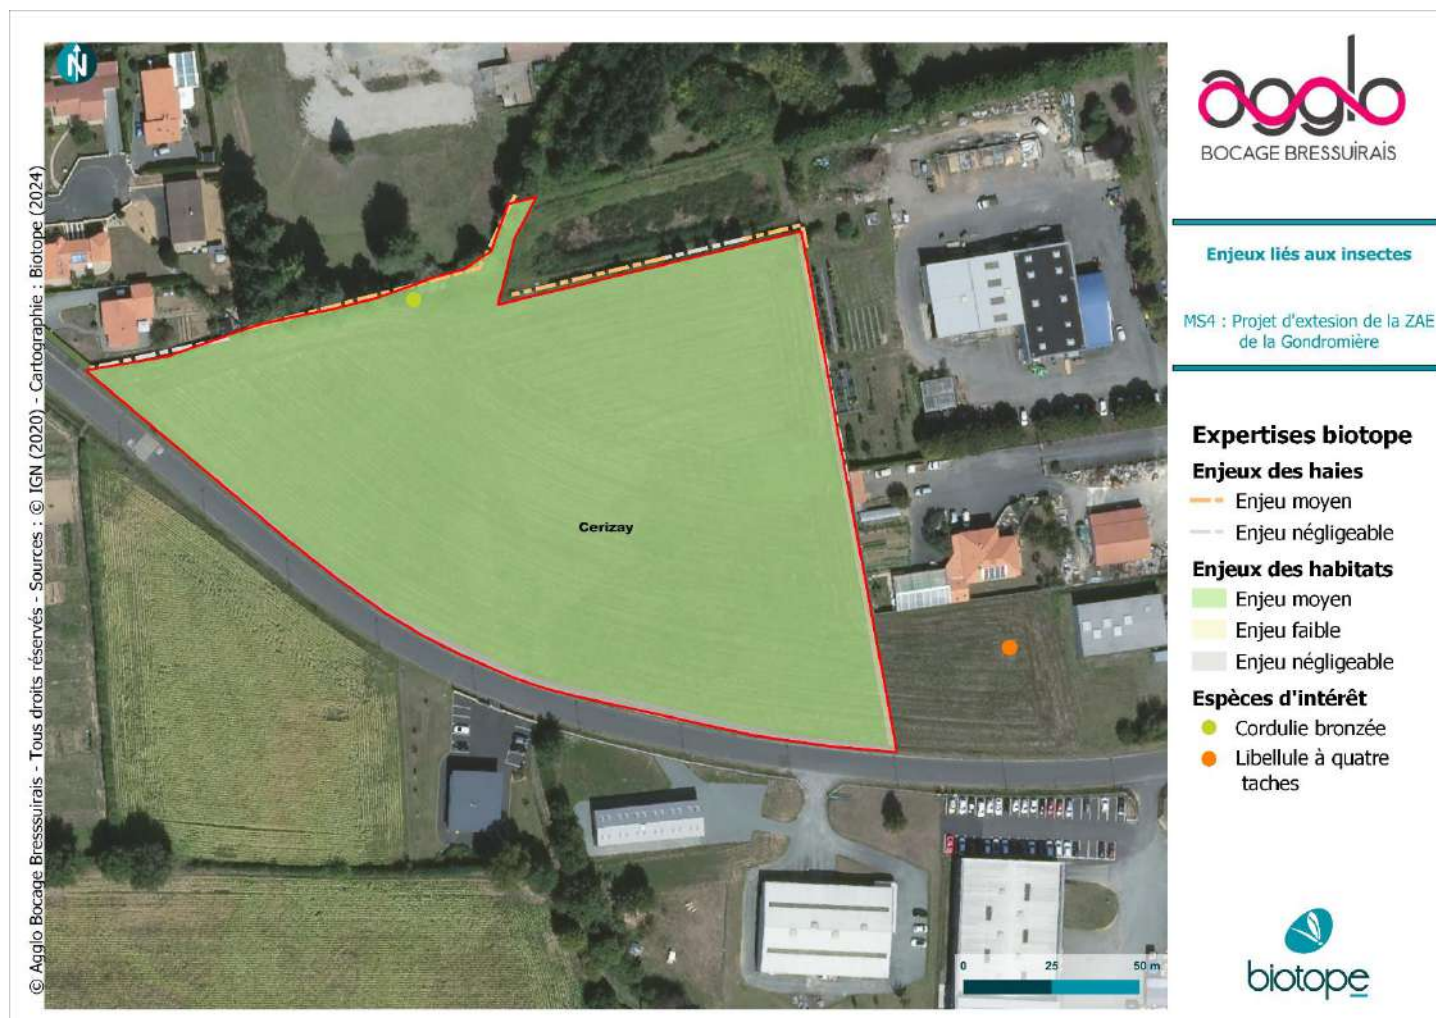 N
© Agglo Bocage Bresssuirais - Tous droits réservés - Sources : © IGN (2020) - Cartographie : Biotope (2024)
Cerizay
0 25 50 m
agglo
BOCAGE BRESSUIRAIS
Enjeux liés aux insectes
MS4 : Projet d'extesion de la ZAE
de la Gondromière
Expertises biotope
Enjeux des haies
Enjeu moyen
Enjeu négligeable
Enjeux des habitats
Enjeu moyen
Enjeu faible
Enjeu négligeable
Espèces d'intérêt
Cordulie bronzée
Libellule à quatre
taches
biotope